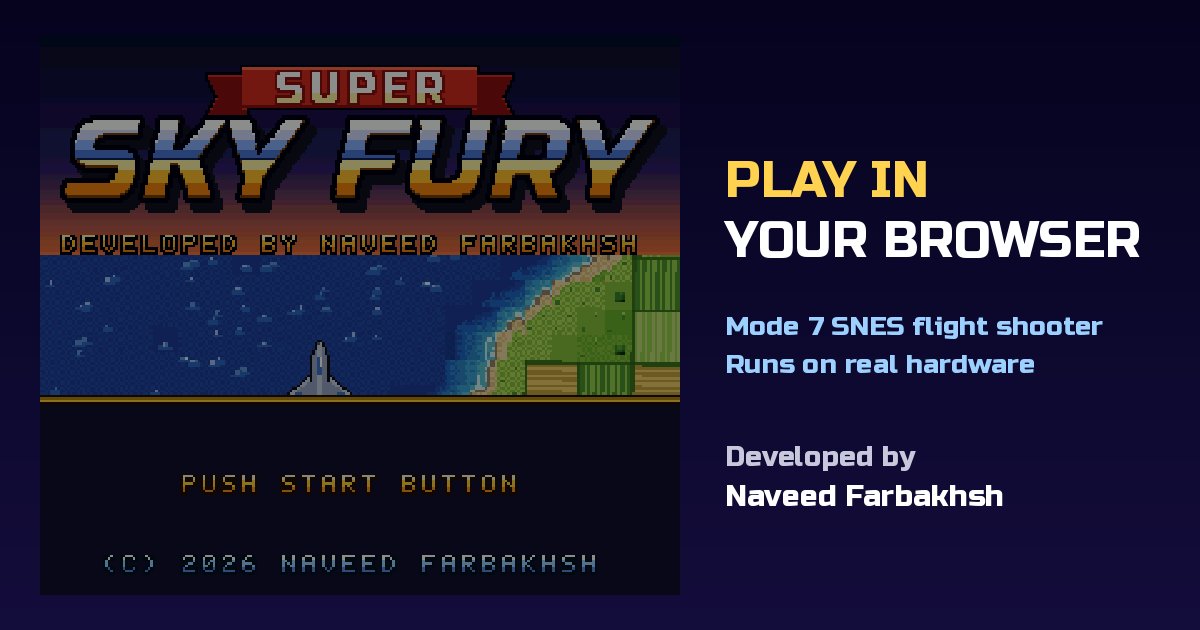 SUPER
SKY FURY
DEVELOPED BY NAVEED FARBAKHSH
PUSH START BUTTON
(C) 2026 NAVEED FARBAKHSH
PLAY IN
YOUR BROWSER
Mode 7 SNES flight shooter
Runs on real hardware
Developed by
Naveed Farbakhsh